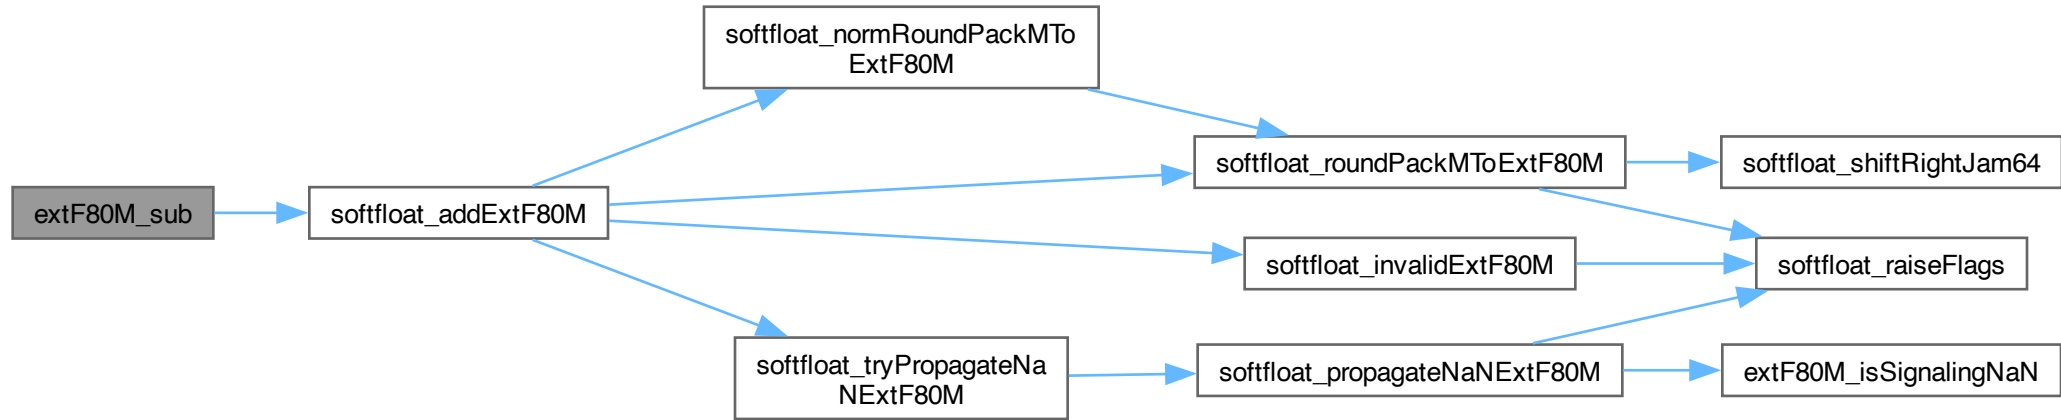 extF80M_sub
softfloat_addExtF80M
softfloat_normRoundPackMTo
ExtF80M
softfloat_roundPackMToExtF80M
softfloat_shiftRightJam64
softfloat_invalidExtF80M
softfloat_raiseFlags
softfloat_tryPropagateNa
NExtF80M
softfloat_propagateNaNExtF80M
extF80M_isSignalingNaN